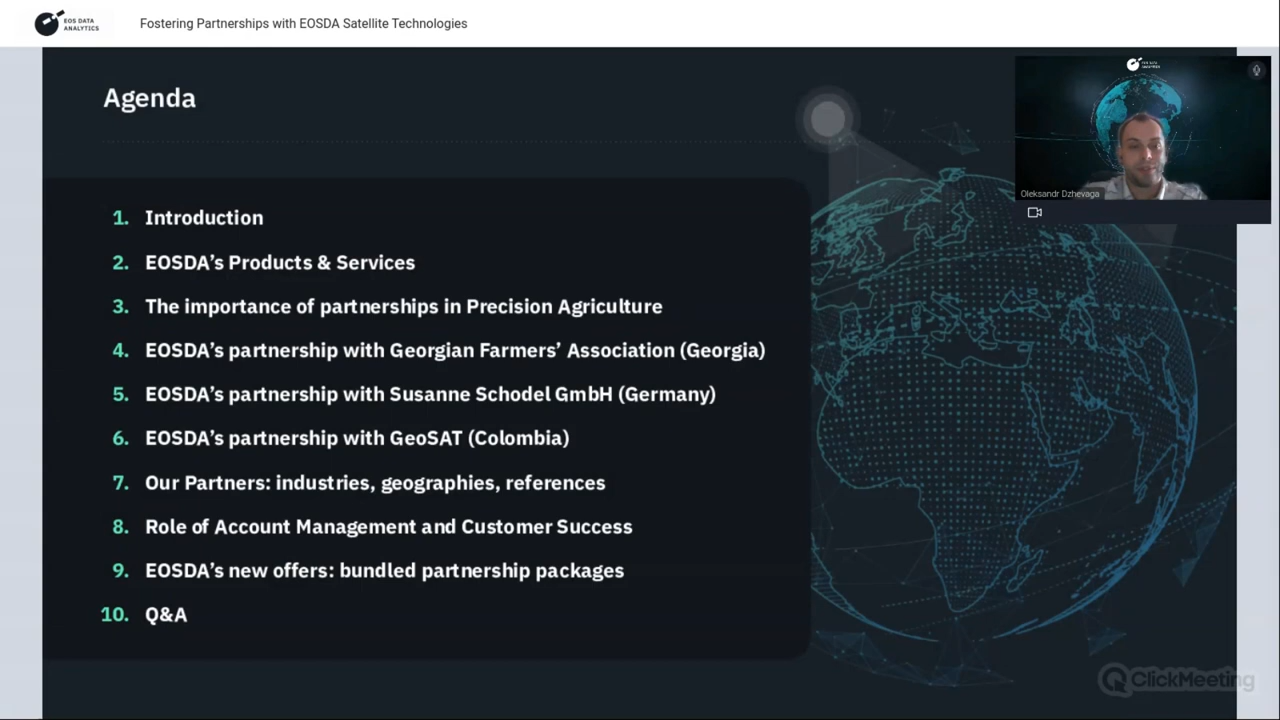 EOS DATA
ANALYTICS
Fostering Partnerships with EOSDA Satellite Technologies
Agenda
1. Introduction
2. EOSDA’s Products & Services
3. The importance of partnerships in Precision Agriculture
4. EOSDA’s partnership with Georgian Farmers’ Association (Georgia)
5. EOSDA’s partnership with Susanne Schodel GmbH (Germany)
6. EOSDA’s partnership with GeoSAT (Colombia)
7. Our Partners: industries, geographies, references
8. Role of Account Management and Customer Success
9. EOSDA’s new offers: bundled partnership packages
10. Q&A
Oleksandr Dzhevaga
ClickMeeting